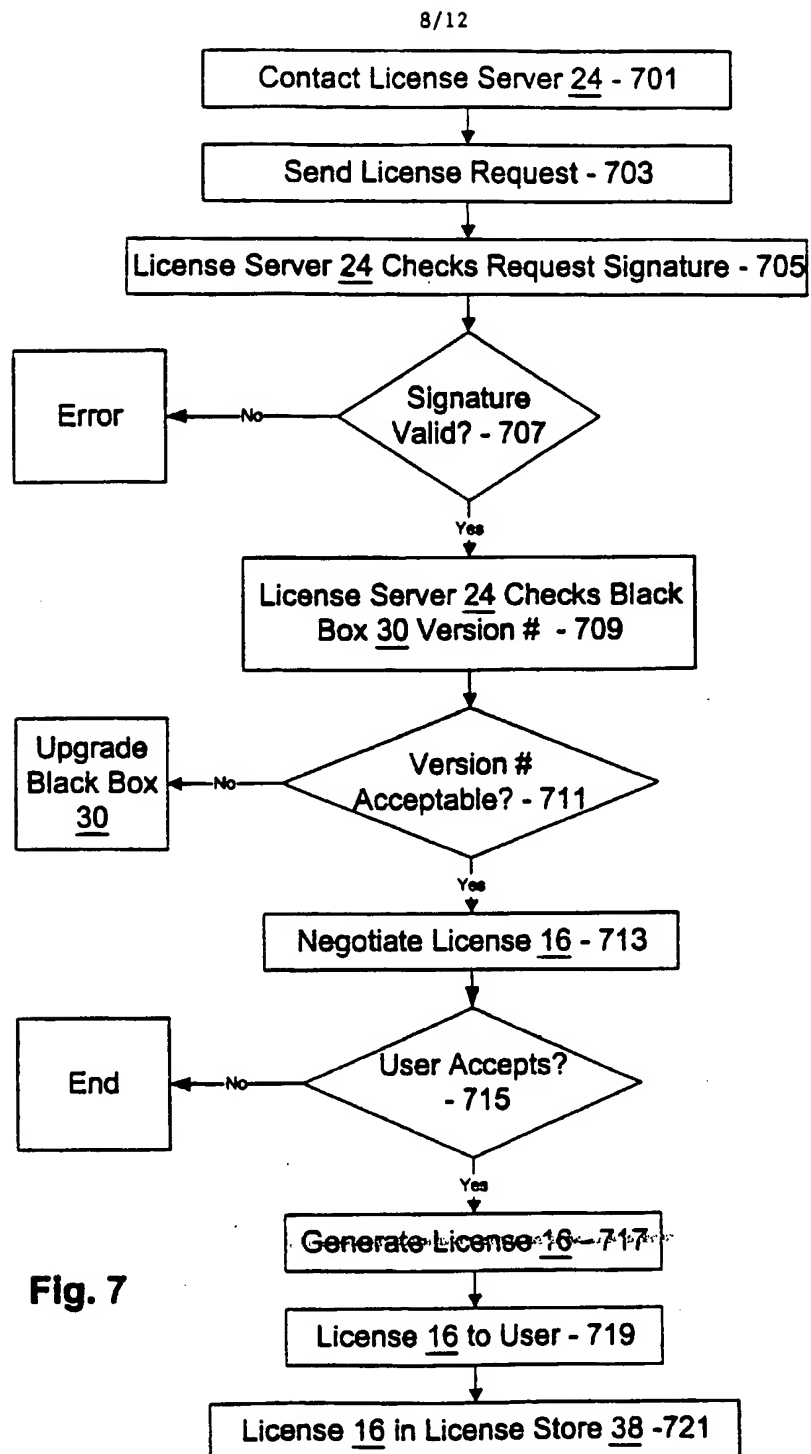 8/12
Contact License Server 24 - 701
Send License Request - 703
License Server 24 Checks Request Signature - 705
Signature
Valid? - 707
No
Error
Yes
License Server 24 Checks Black
Box 30 Version # - 709
Version #
Acceptable? - 711
No
Upgrade
Black Box
30
Yes
Negotiate License 16 - 713
User Accepts?
- 715
No
End
Yes
Generate License 16 - 717
License 16 to User - 719
License 16 in License Store 38 -721
Fig. 7